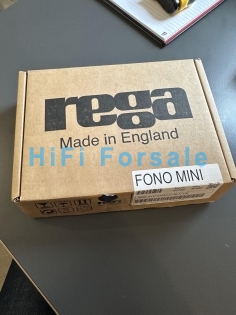 rega
Made in England
HiFi Forsale
FONO MINI